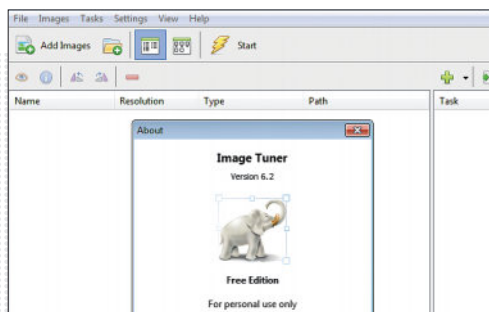 File Images Tasks Settings View Help
Add Images Start
Name Resolution Type Path Task
About
Image Tuner
Version 6.2
Free Edition
For personal use only